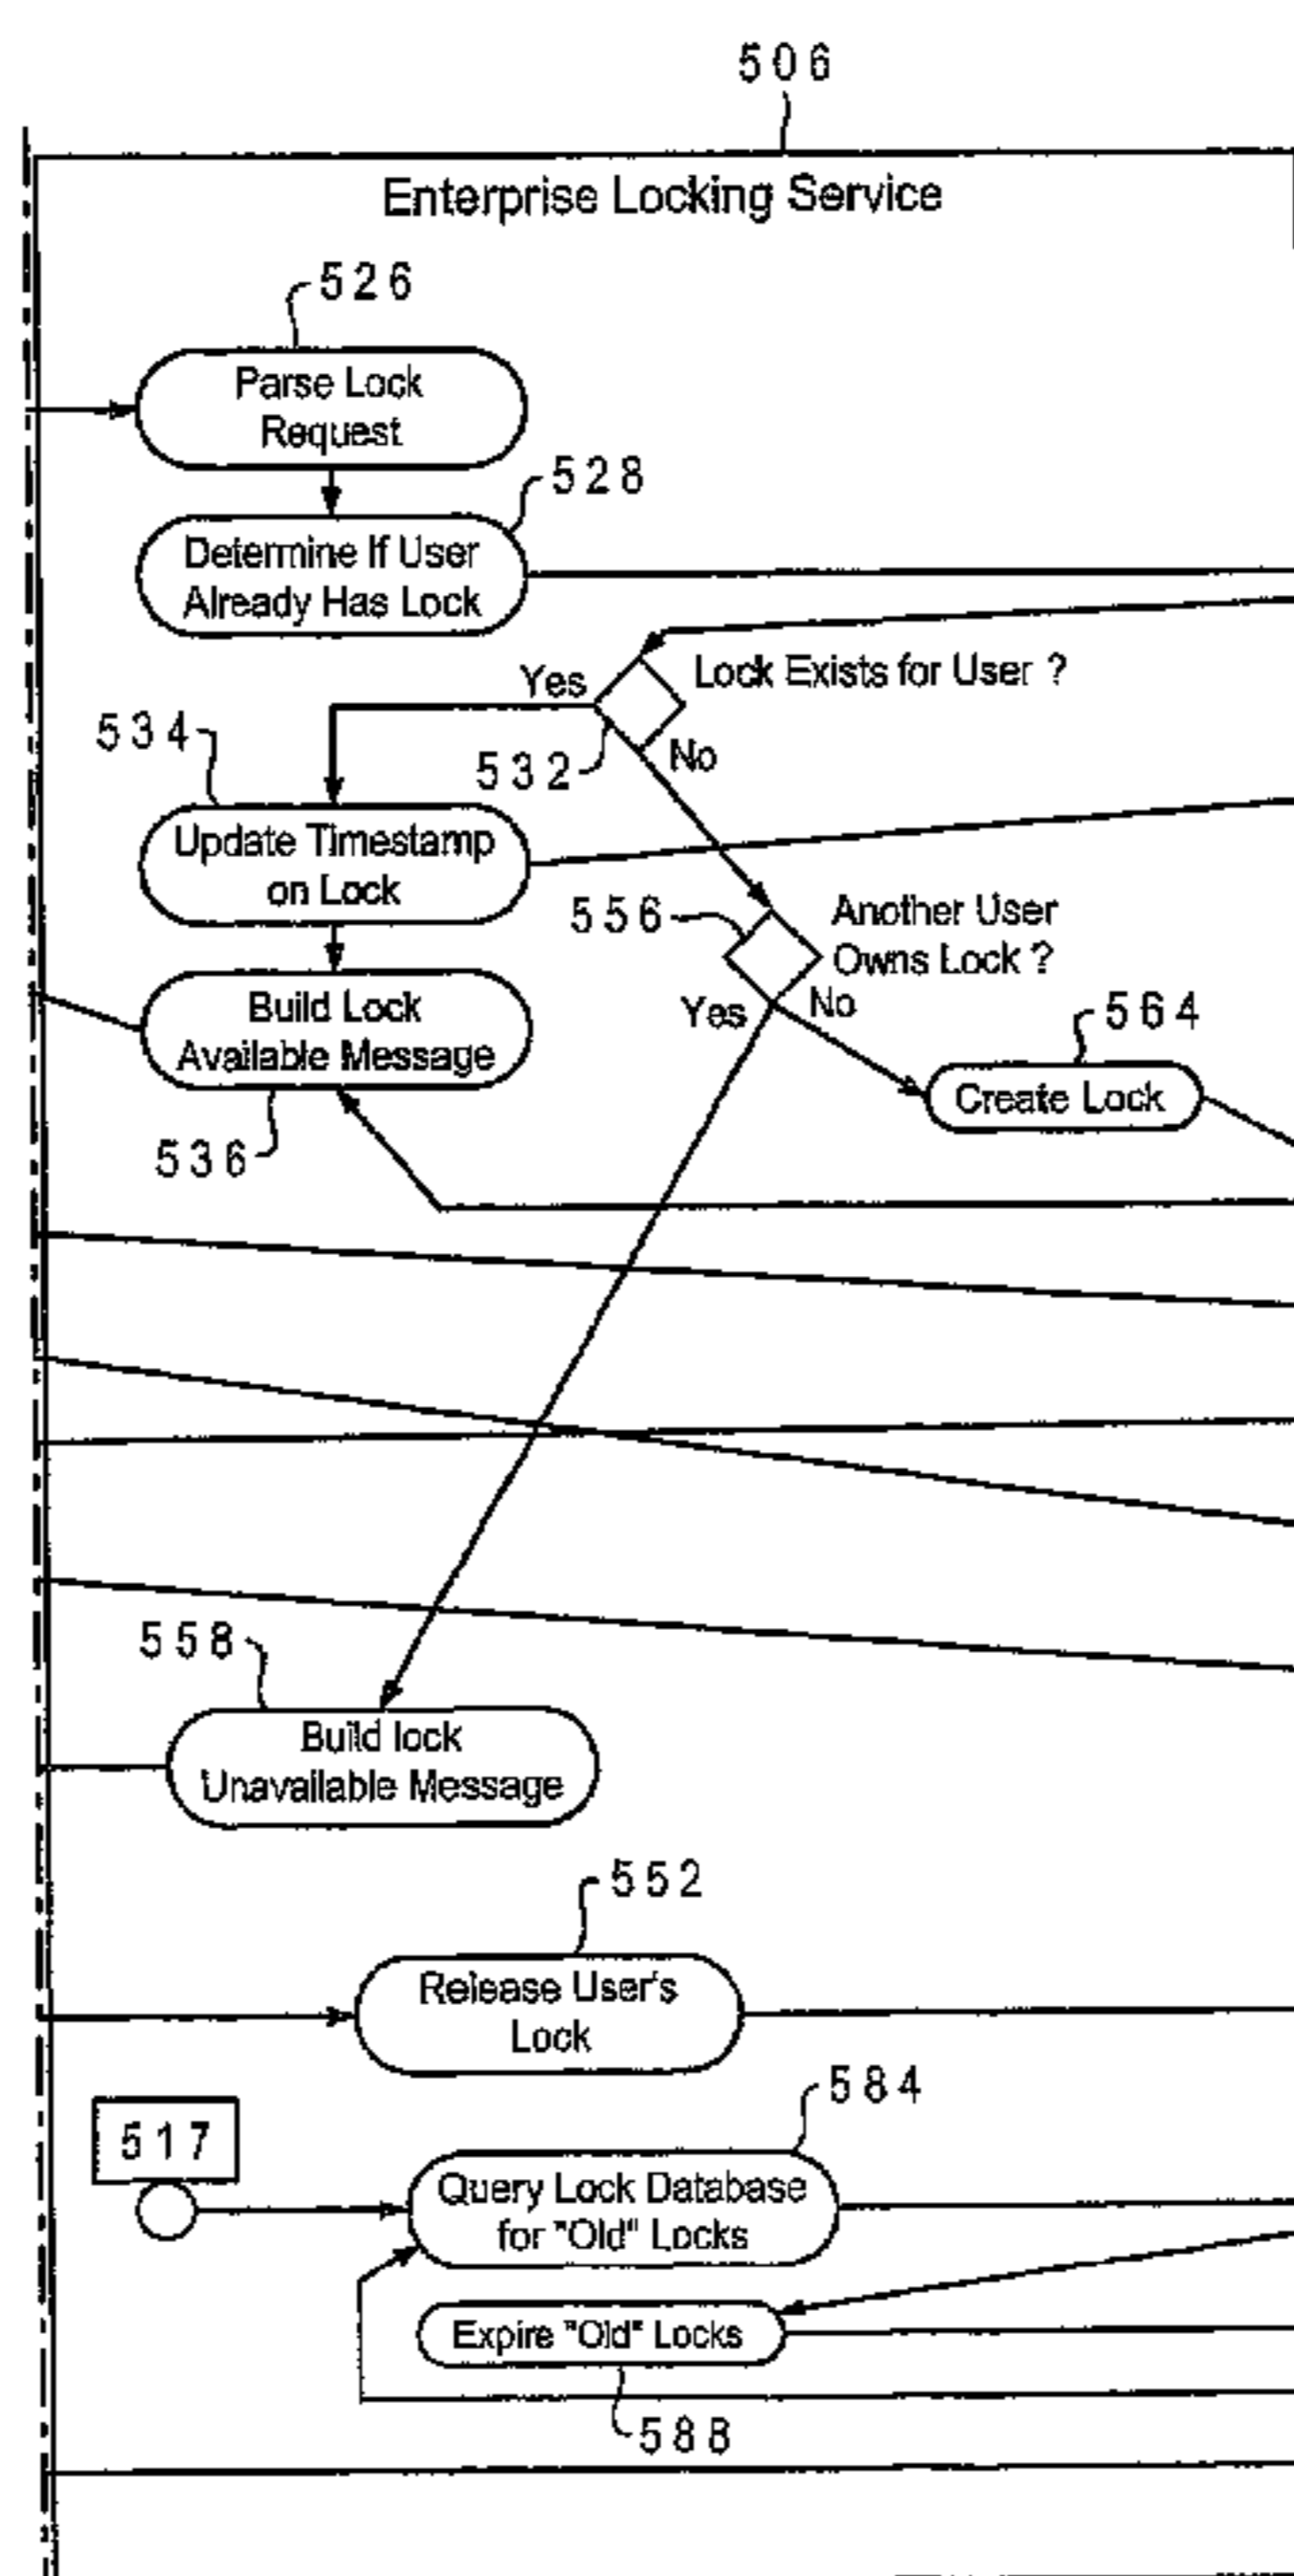 506
Enterprise Locking Service
526
Parse Lock
Request
528
Determine If User
Already Has Lock
Yes
Lock Exists for User ?
532
No
534
Update Timestamp
on Lock
556
Another User
Owns Lock ?
Yes
No
Build Lock
Available Message
536
564
Create Lock
558
Build lock
Unavailable Message
552
Release User's
Lock
517
584
Query Lock Database
for "Old" Locks
Expire "Old" Locks
588